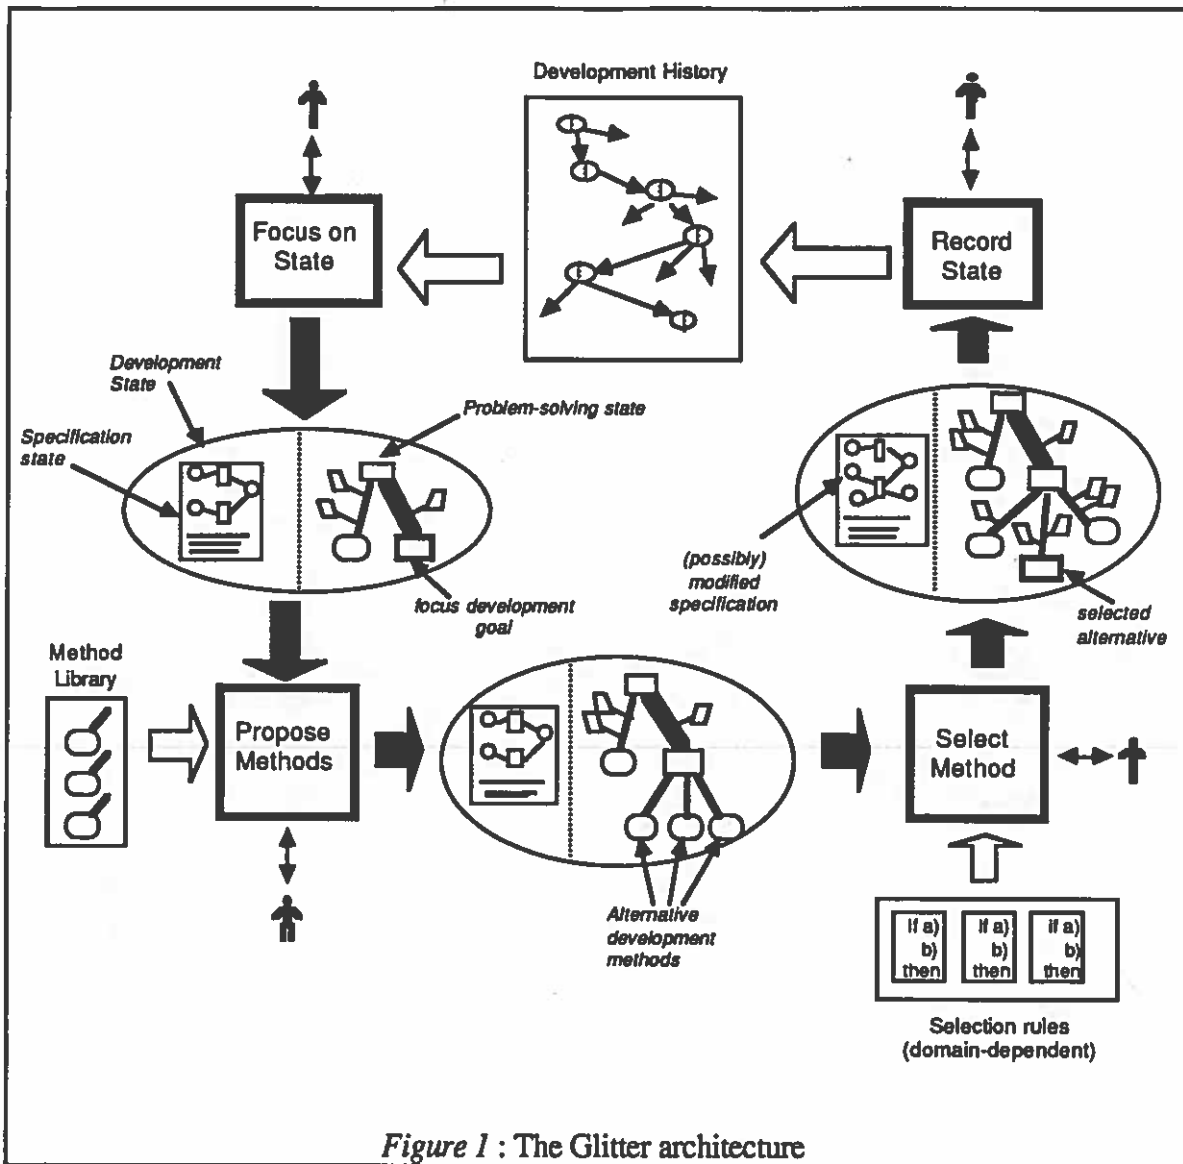 Development History
Focus on
State
Record
State
Development
State
Specification
state
Problem-solving state
focus development
goal
(possibly)
modified
specification
selected
alternative
Method
Library
Propose
Methods
Select
Method
Alternative
development
methods
if a)
b)
then
if a)
b)
then
if a)
b)
then
Selection rules
(domain-dependent)
Figure 1 : The Glitter architecture